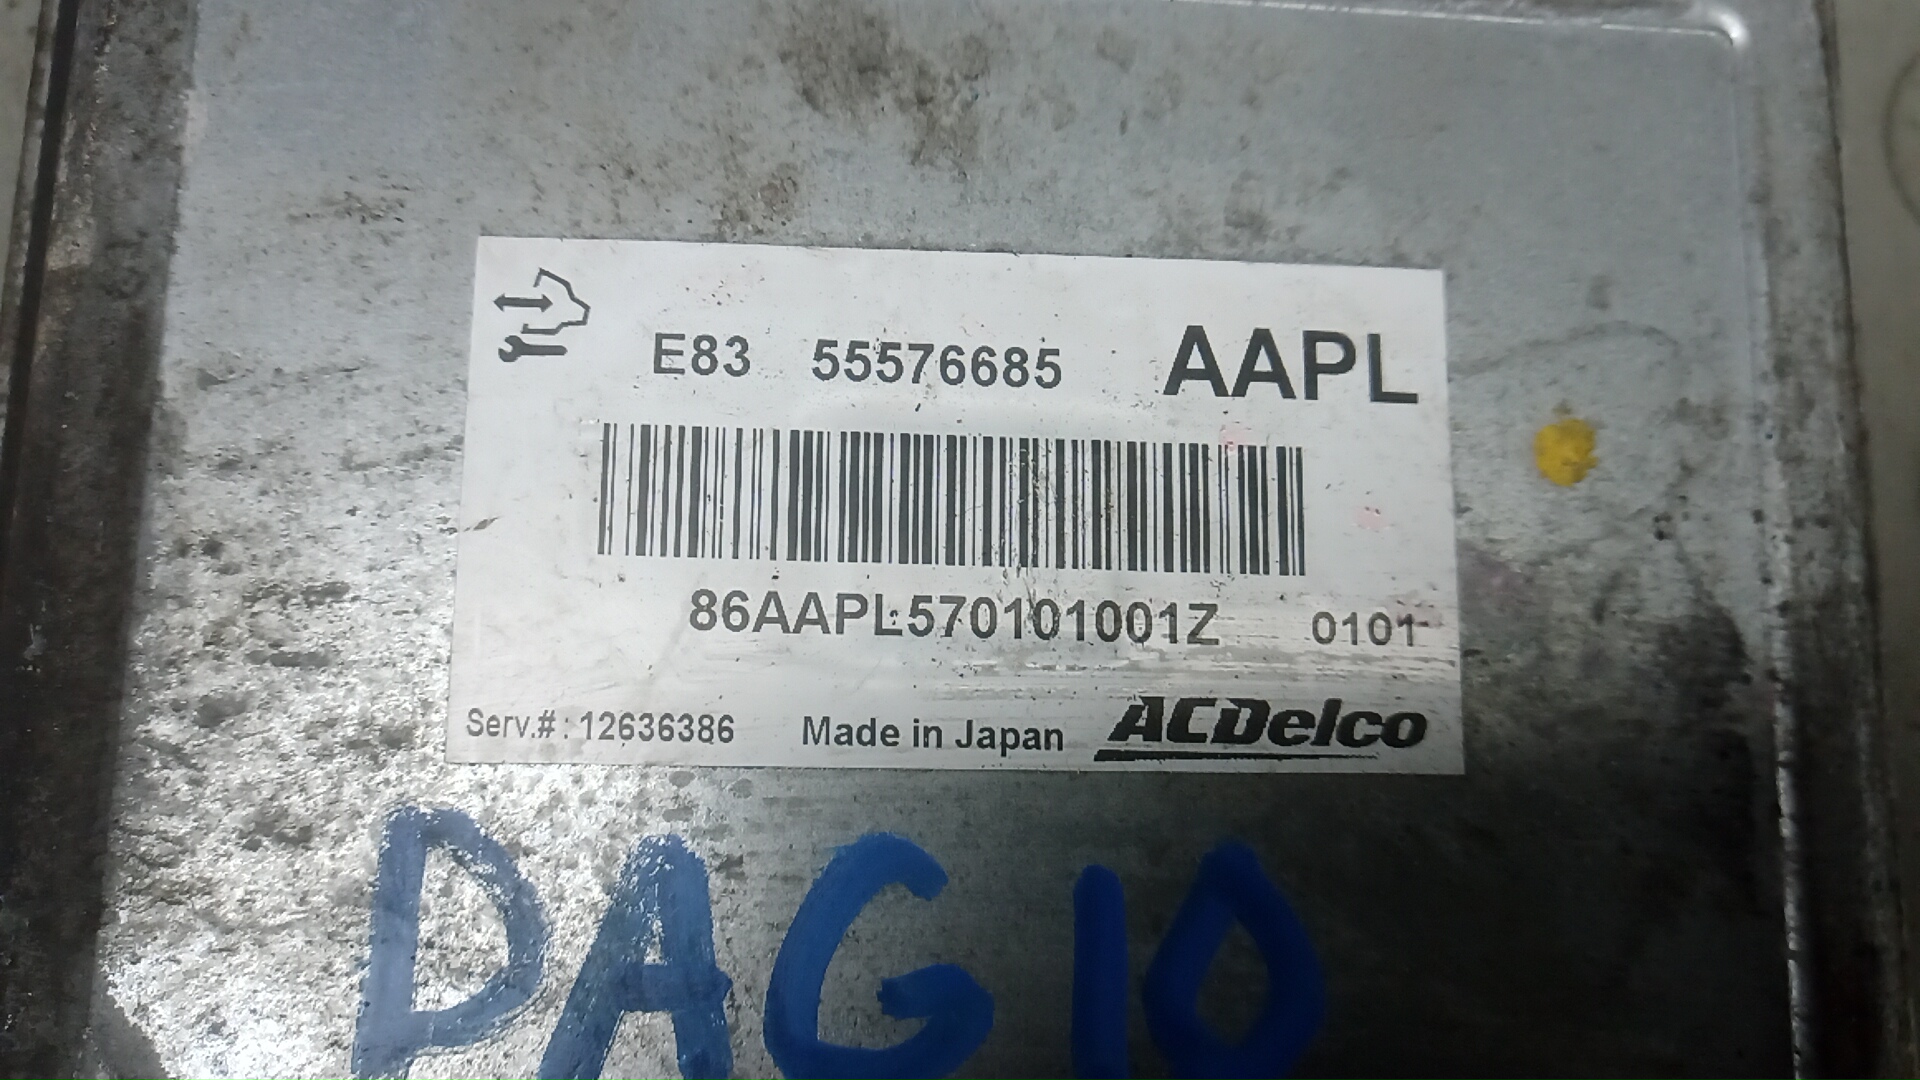 E83 55576685 AAPL
86AAPL570101001Z 0101
Serv.#: 12636386 Made in Japan ACDelco
DAG10